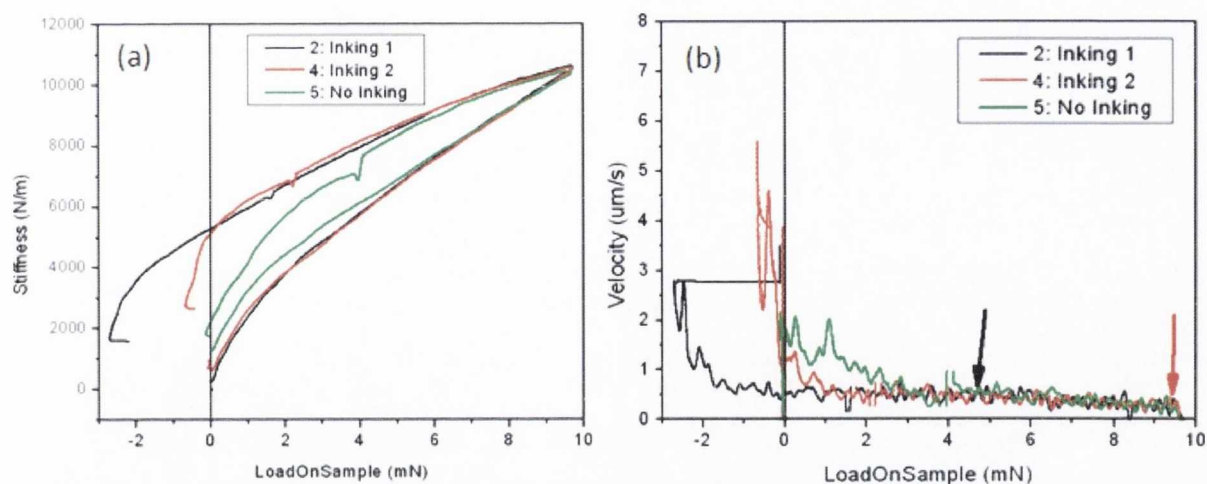 (a)
2: Inking 1
4: Inking 2
5: No Inking
12000
10000
8000
6000
4000
2000
0
Stiffness (N/m)
-2 0 2 4 6 8 10
LoadOnSample (mN)
(b)
2: Inking 1
4: Inking 2
5: No Inking
8
7
6
5
4
3
2
1
0
Velocity (um/s)
-2 0 2 4 6 8 10
LoadOnSample (mN)